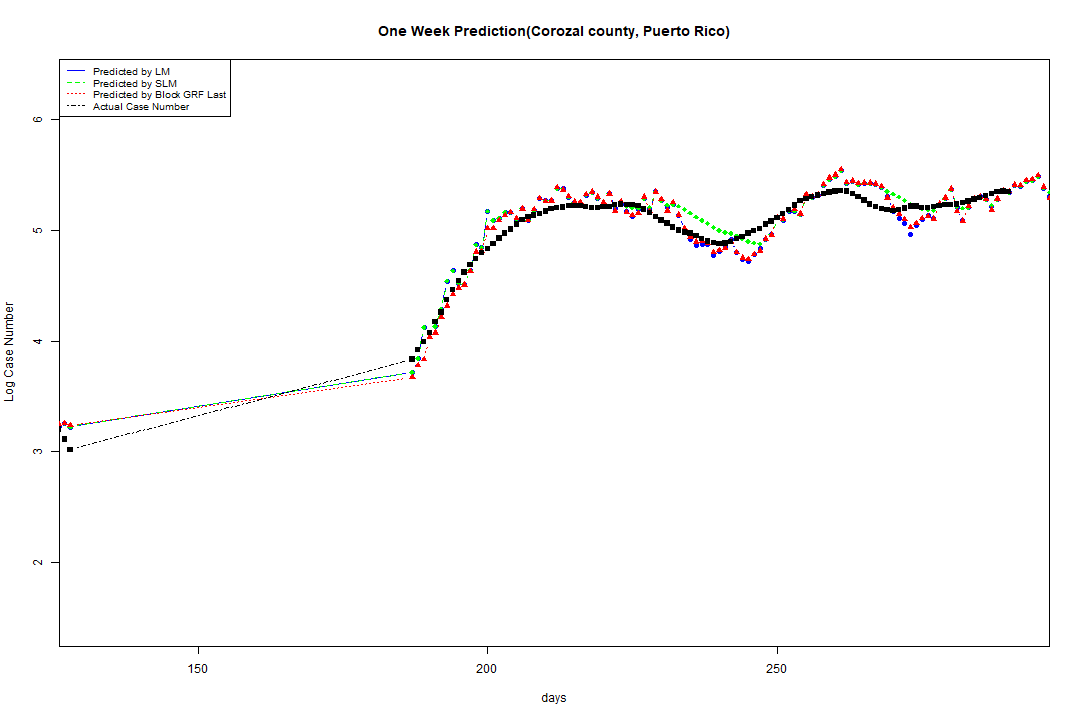 One Week Prediction(Corozal county, Puerto Rico)
Predicted by LM
Predicted by SLM
Predicted by Block GRF Last
Actual Case Number
6
5
4
3
2
Log Case Number
150
200
250
days